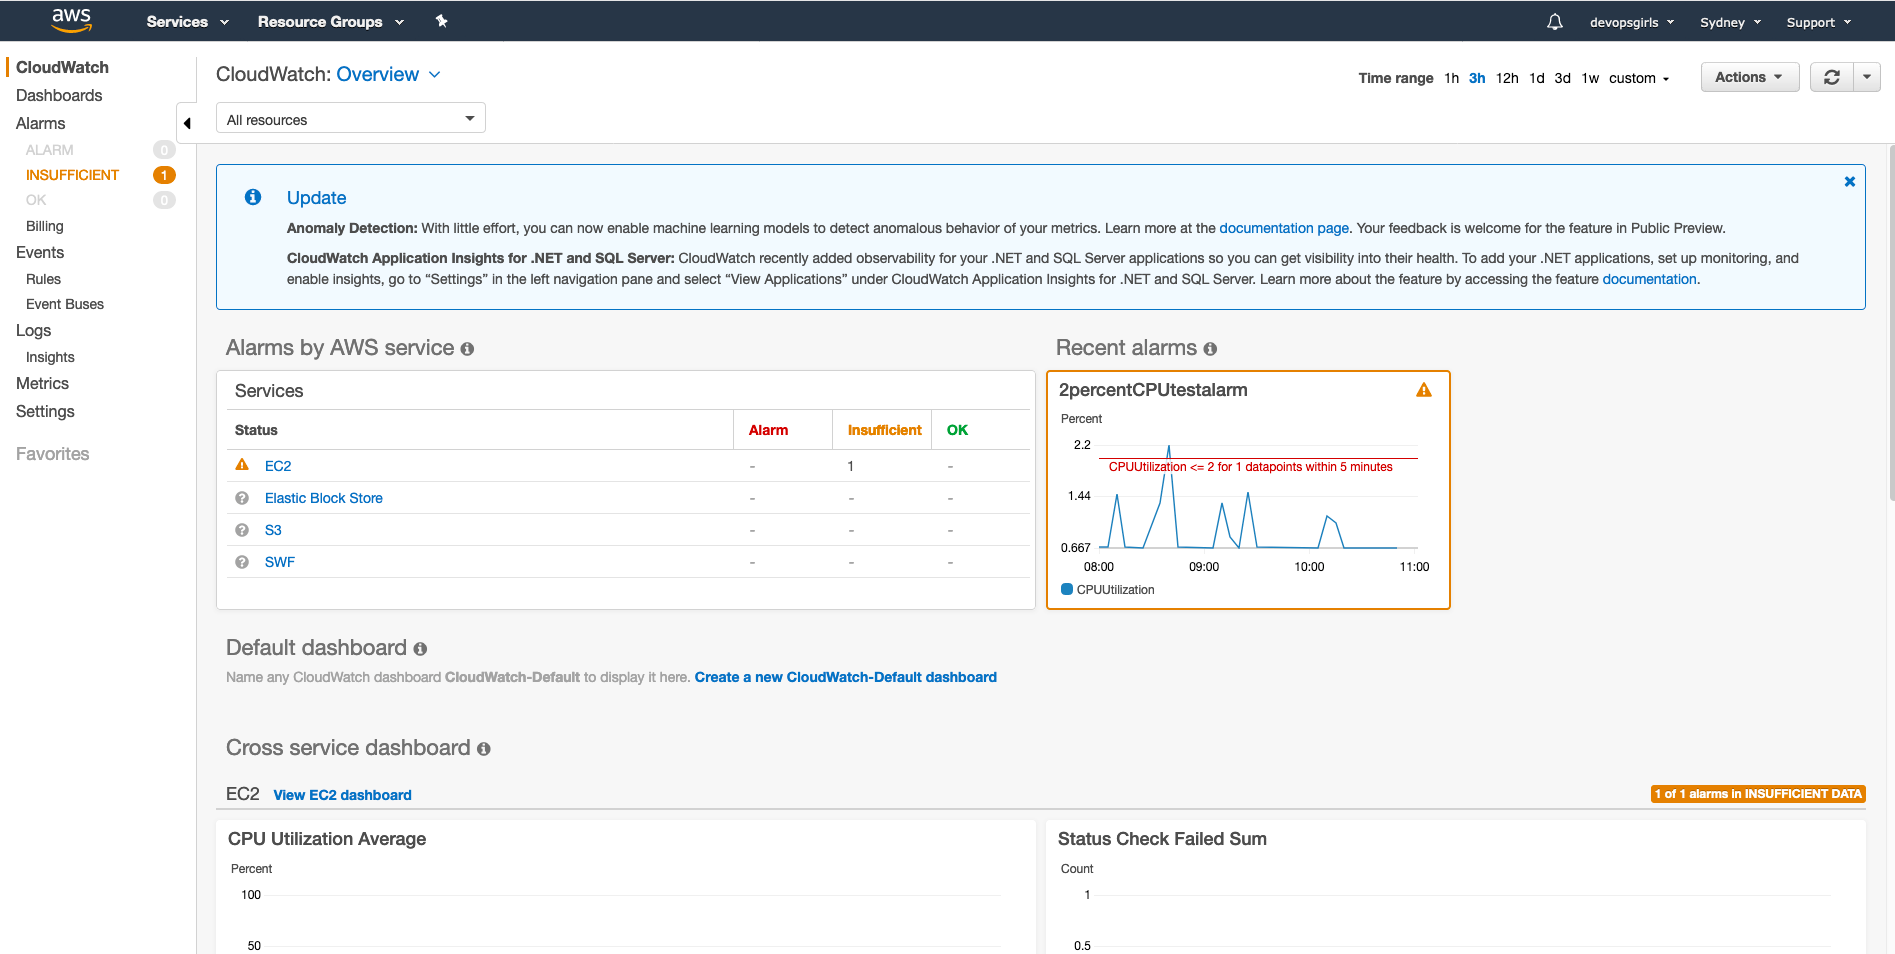 aws Services Resource Groups devopsgirls Sydney Support
CloudWatch
Dashboards
Alarms
ALARM 0
INSUFFICIENT 1
OK 0
Billing
Events
Rules
Event Buses
Logs
Insights
Metrics
Settings
Favorites
CloudWatch: Overview
Time range 1h 3h 12h 1d 3d 1w custom Actions
All resources
Update
Anomaly Detection: With little effort, you can now enable machine learning models to detect anomalous behavior of your metrics. Learn more at the documentation page. Your feedback is welcome for the feature in Public Preview.
CloudWatch Application Insights for .NET and SQL Server: CloudWatch recently added observability for your .NET and SQL Server applications so you can get visibility into their health. To add your .NET applications, set up monitoring, and
enable insights, go to “Settings” in the left navigation pane and select “View Applications” under CloudWatch Application Insights for .NET and SQL Server. Learn more about the feature by accessing the feature documentation.
Alarms by AWS service
Services
Status Alarm Insufficient OK
EC2 - 1 -
Elastic Block Store - - -
S3 - - -
SWF - - -
Recent alarms
2percentCPUtestalarm
Percent
2.2
CPUUtilization <= 2 for 1 datapoints within 5 minutes
1.44
0.667
08:00 09:00 10:00 11:00
CPUUtilization
Default dashboard
Name any CloudWatch dashboard CloudWatch-Default to display it here. Create a new CloudWatch-Default dashboard
Cross service dashboard
EC2 View EC2 dashboard
1 of 1 alarms in INSUFFICIENT DATA
CPU Utilization Average
Percent
100
50
Status Check Failed Sum
Count
1
0.5